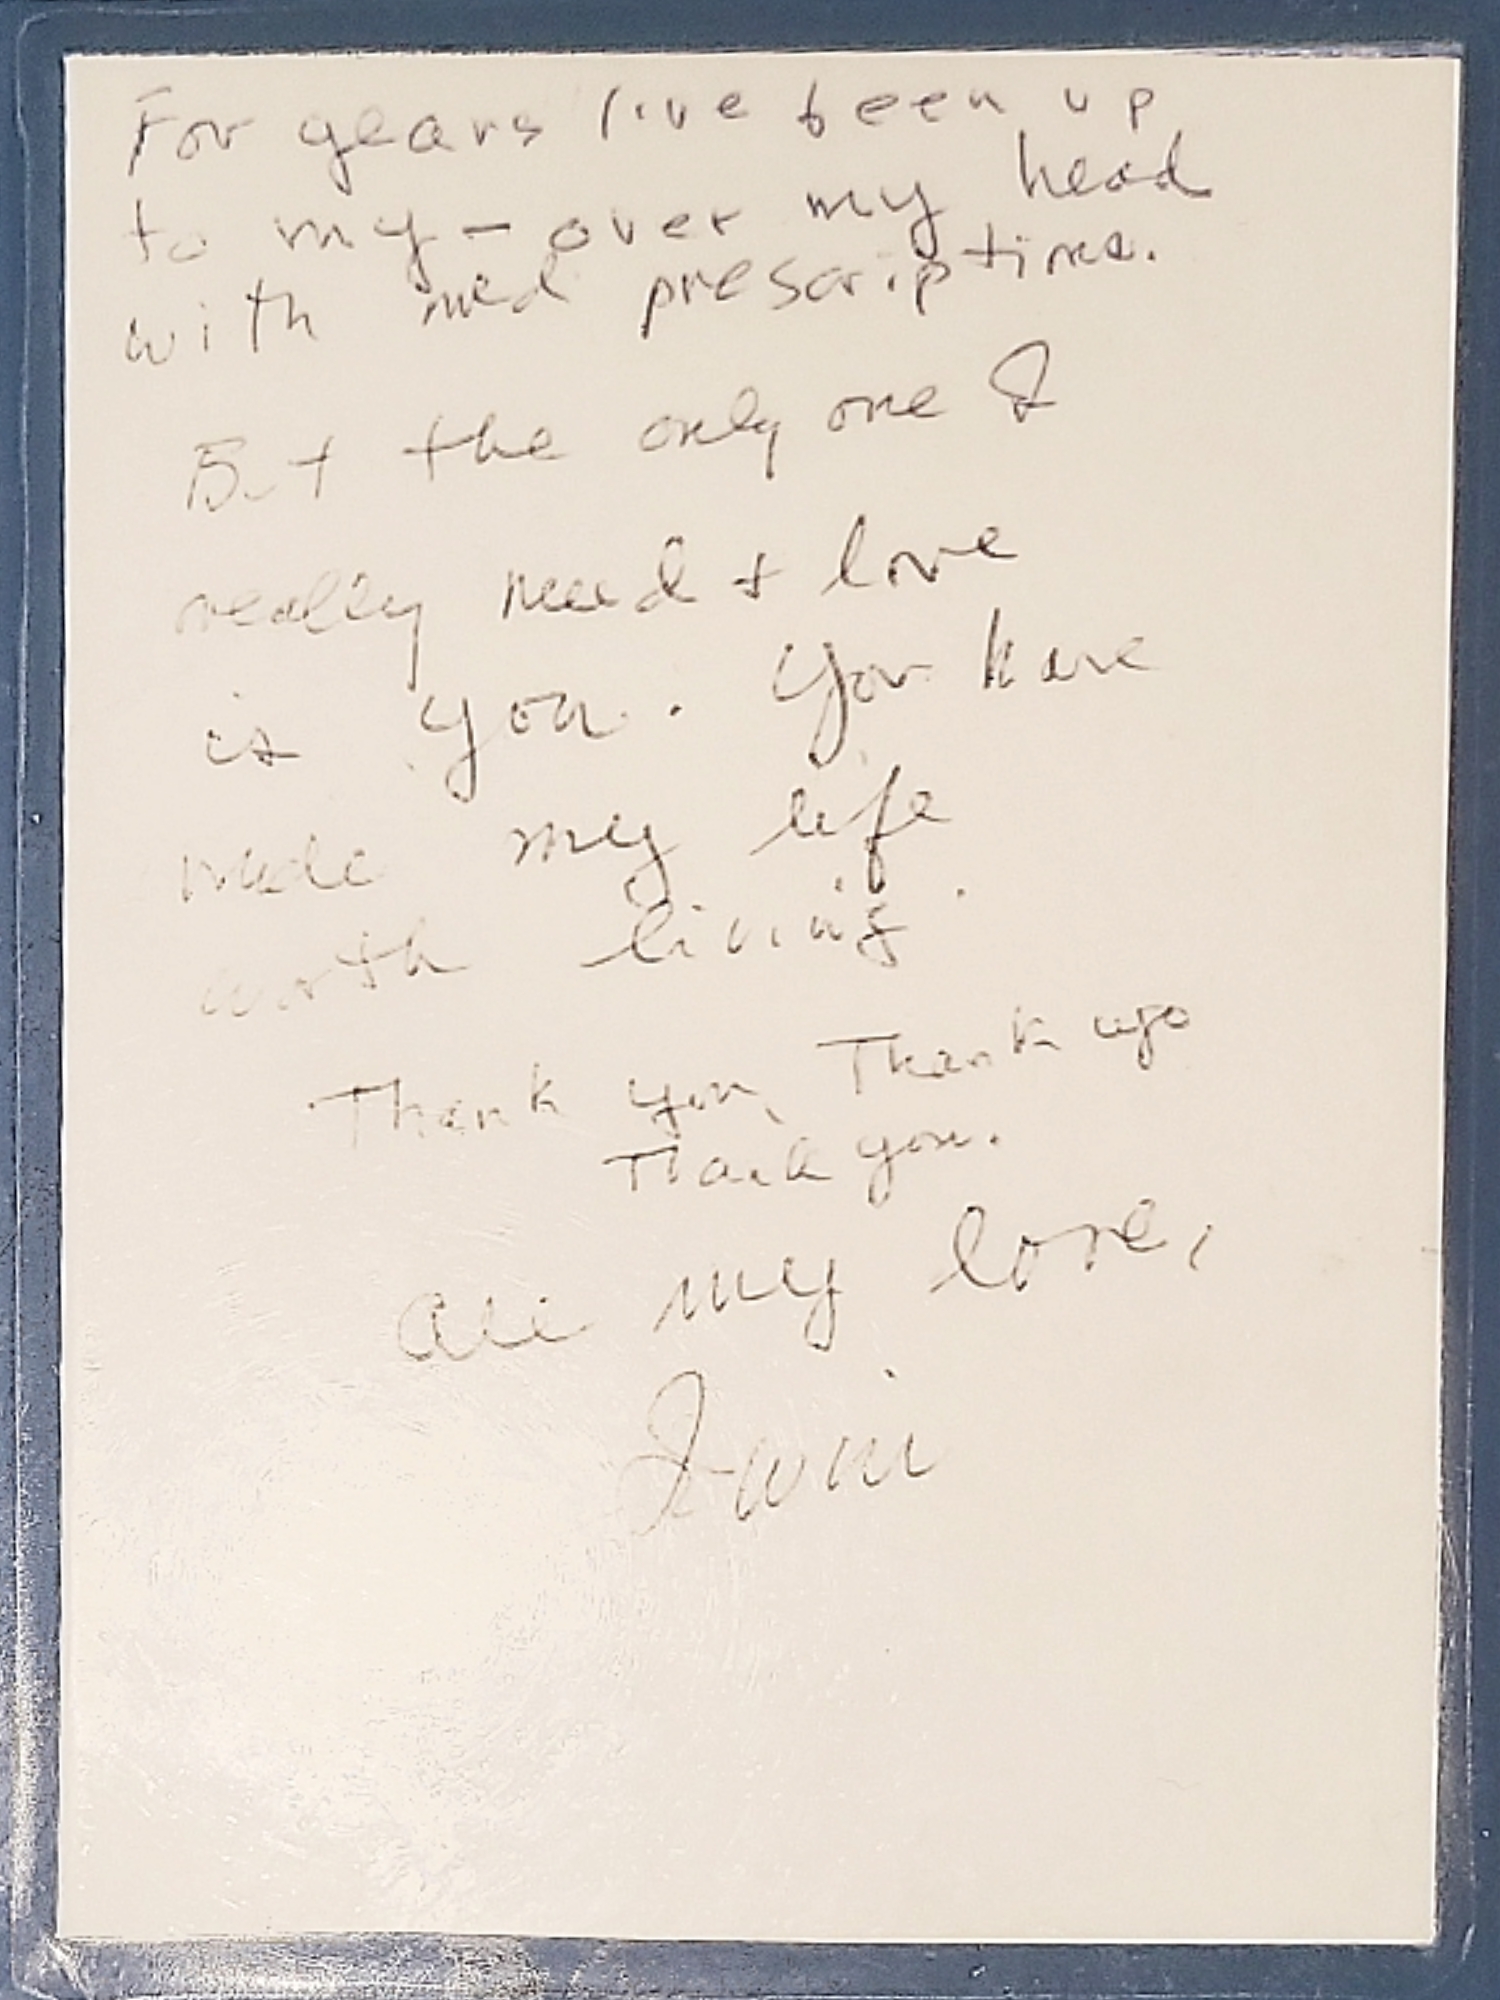 For years I've been up
to my - over my head
with med prescriptions.
But the only one I
really need + love
is you. You have
made my life
worth living.
Thank you, Thank you
Thank you.
All my love,
Irwin